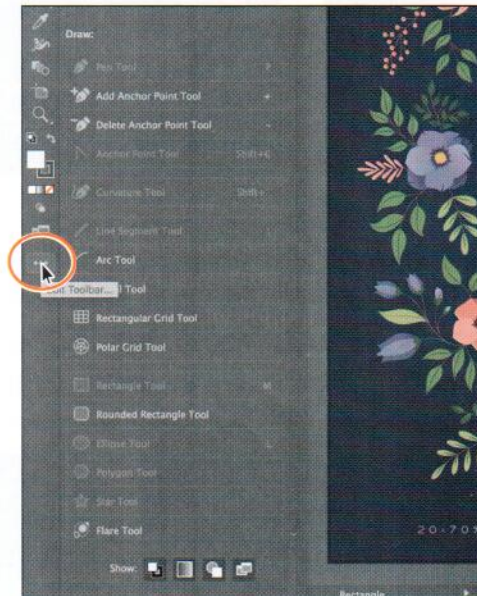 Draw:
Pen Tool P
Add Anchor Point Tool +
Delete Anchor Point Tool -
Anchor Point Tool Shift+C
Curvature Tool Shift+
Line Segment Tool \
Arc Tool
Edit Toolbar... l Tool
Rectangular Grid Tool
Polar Grid Tool
Rectangle Tool M
Rounded Rectangle Tool
Ellipse Tool L
Polygon Tool
Star Tool
Flare Tool
Show:
Rectangle